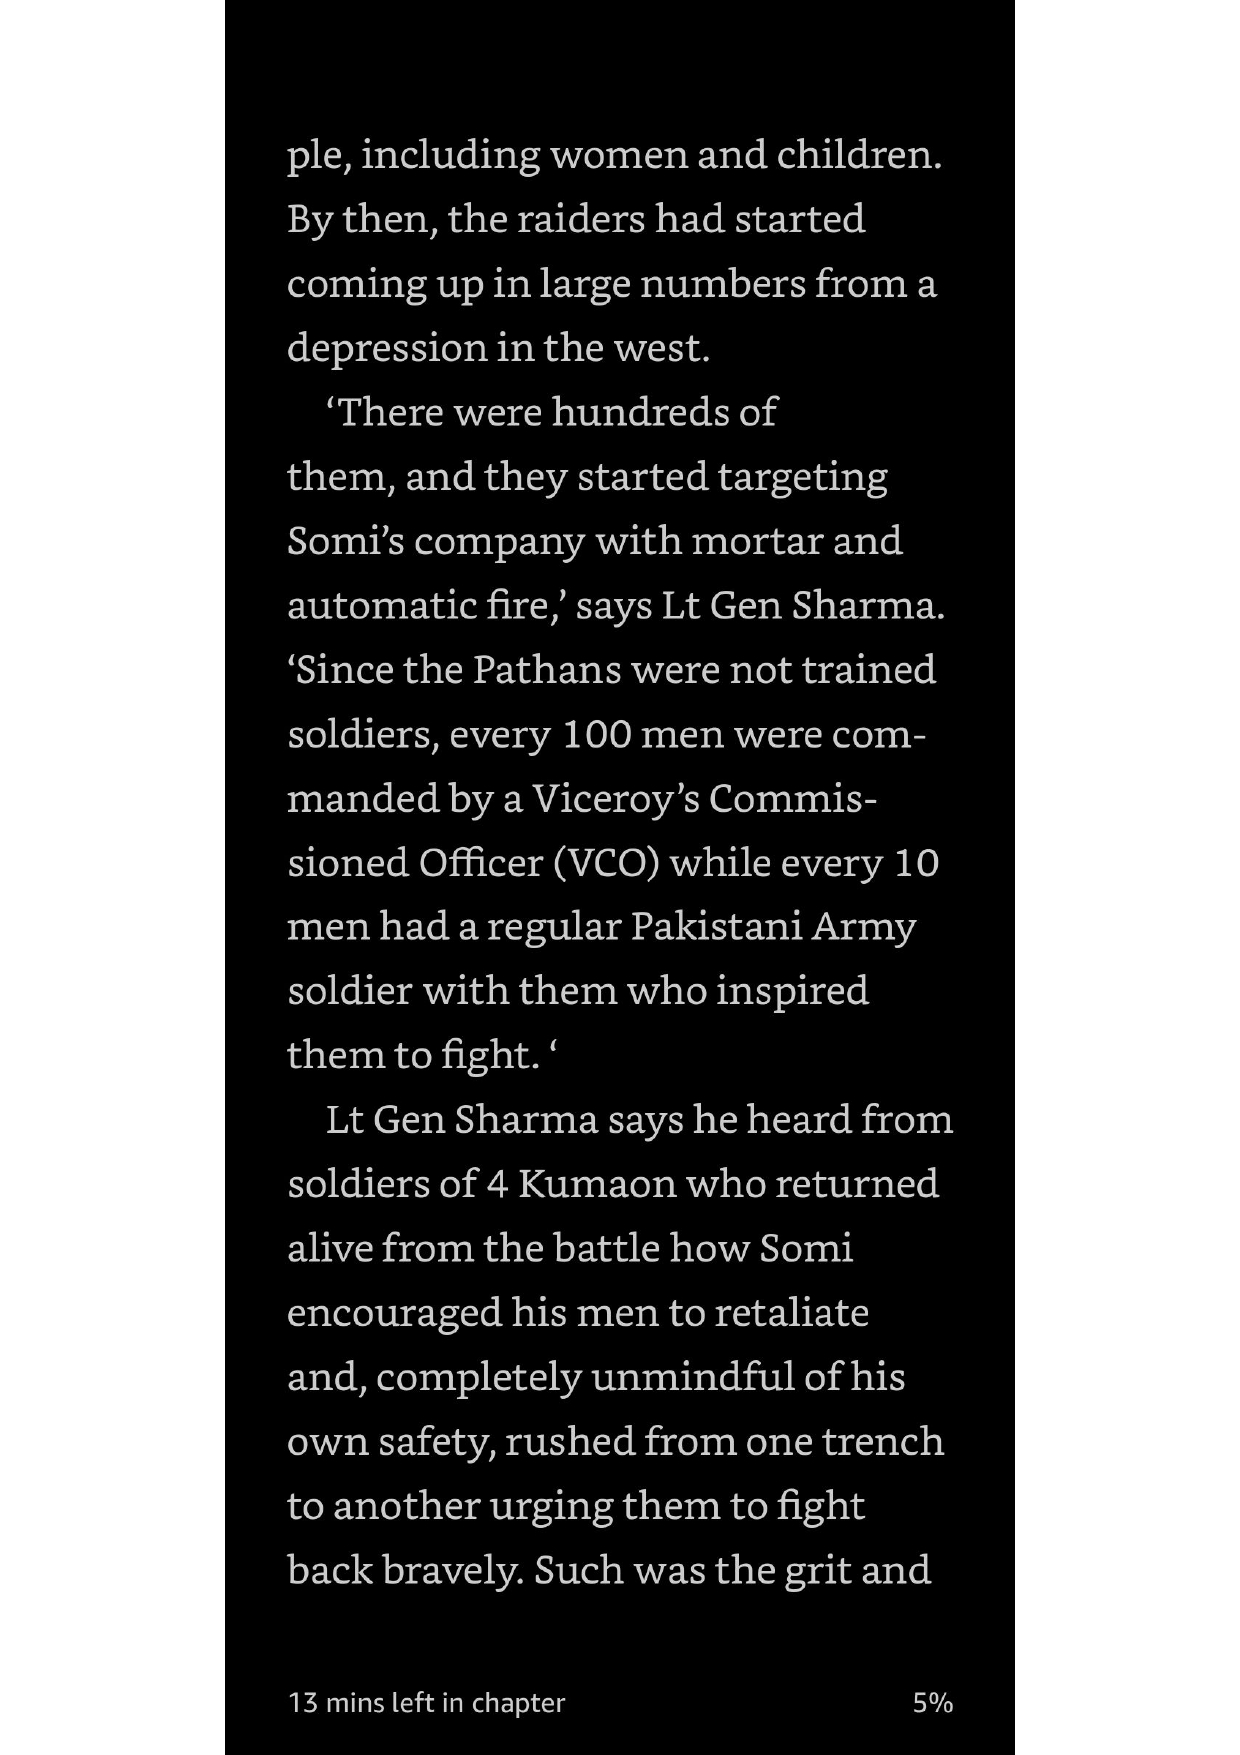 ple, including women and children.
By then, the raiders had started
coming up in large numbers from a
depression in the west.
‘There were hundreds of
them, and they started targeting
Somi’s company with mortar and
automatic fire,’ says Lt Gen Sharma.
‘Since the Pathans were not trained
soldiers, every 100 men were com-
manded by a Viceroy’s Commis-
sioned Officer (VCO) while every 10
men had a regular Pakistani Army
soldier with them who inspired
them to fight. ‘
Lt Gen Sharma says he heard from
soldiers of 4 Kumaon who returned
alive from the battle how Somi
encouraged his men to retaliate
and, completely unmindful of his
own safety, rushed from one trench
to another urging them to fight
back bravely. Such was the grit and
13 mins left in chapter 5%